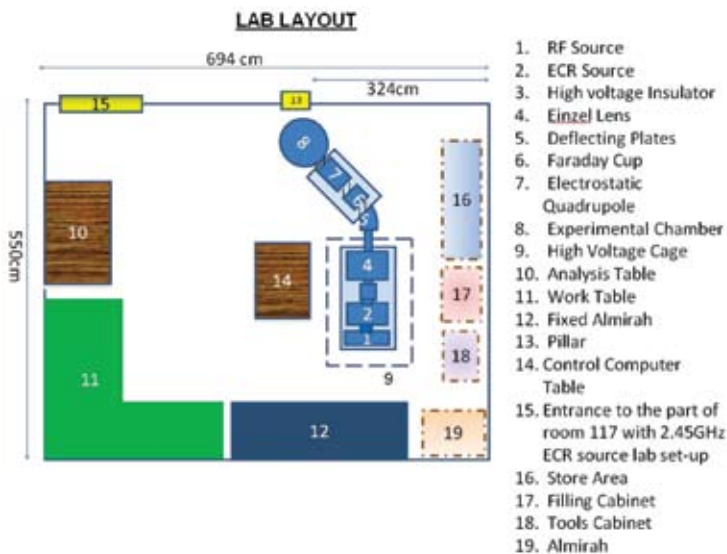 LAB LAYOUT
694 cm
324cm
550cm
15
13
8
7
6
5
10
16
4
14
17
2
1
18
11
9
12
19
1. RF Source
2. ECR Source
3. High voltage Insulator
4. Einzel Lens
5. Deflecting Plates
6. Faraday Cup
7. Electrostatic
Quadrupole
8. Experimental Chamber
9. High Voltage Cage
10. Analysis Table
11. Work Table
12. Fixed Almirah
13. Pillar
14. Control Computer
Table
15. Entrance to the part of
room 117 with 2.45GHz
ECR source lab set-up
16. Store Area
17. Filling Cabinet
18. Tools Cabinet
19. Almirah